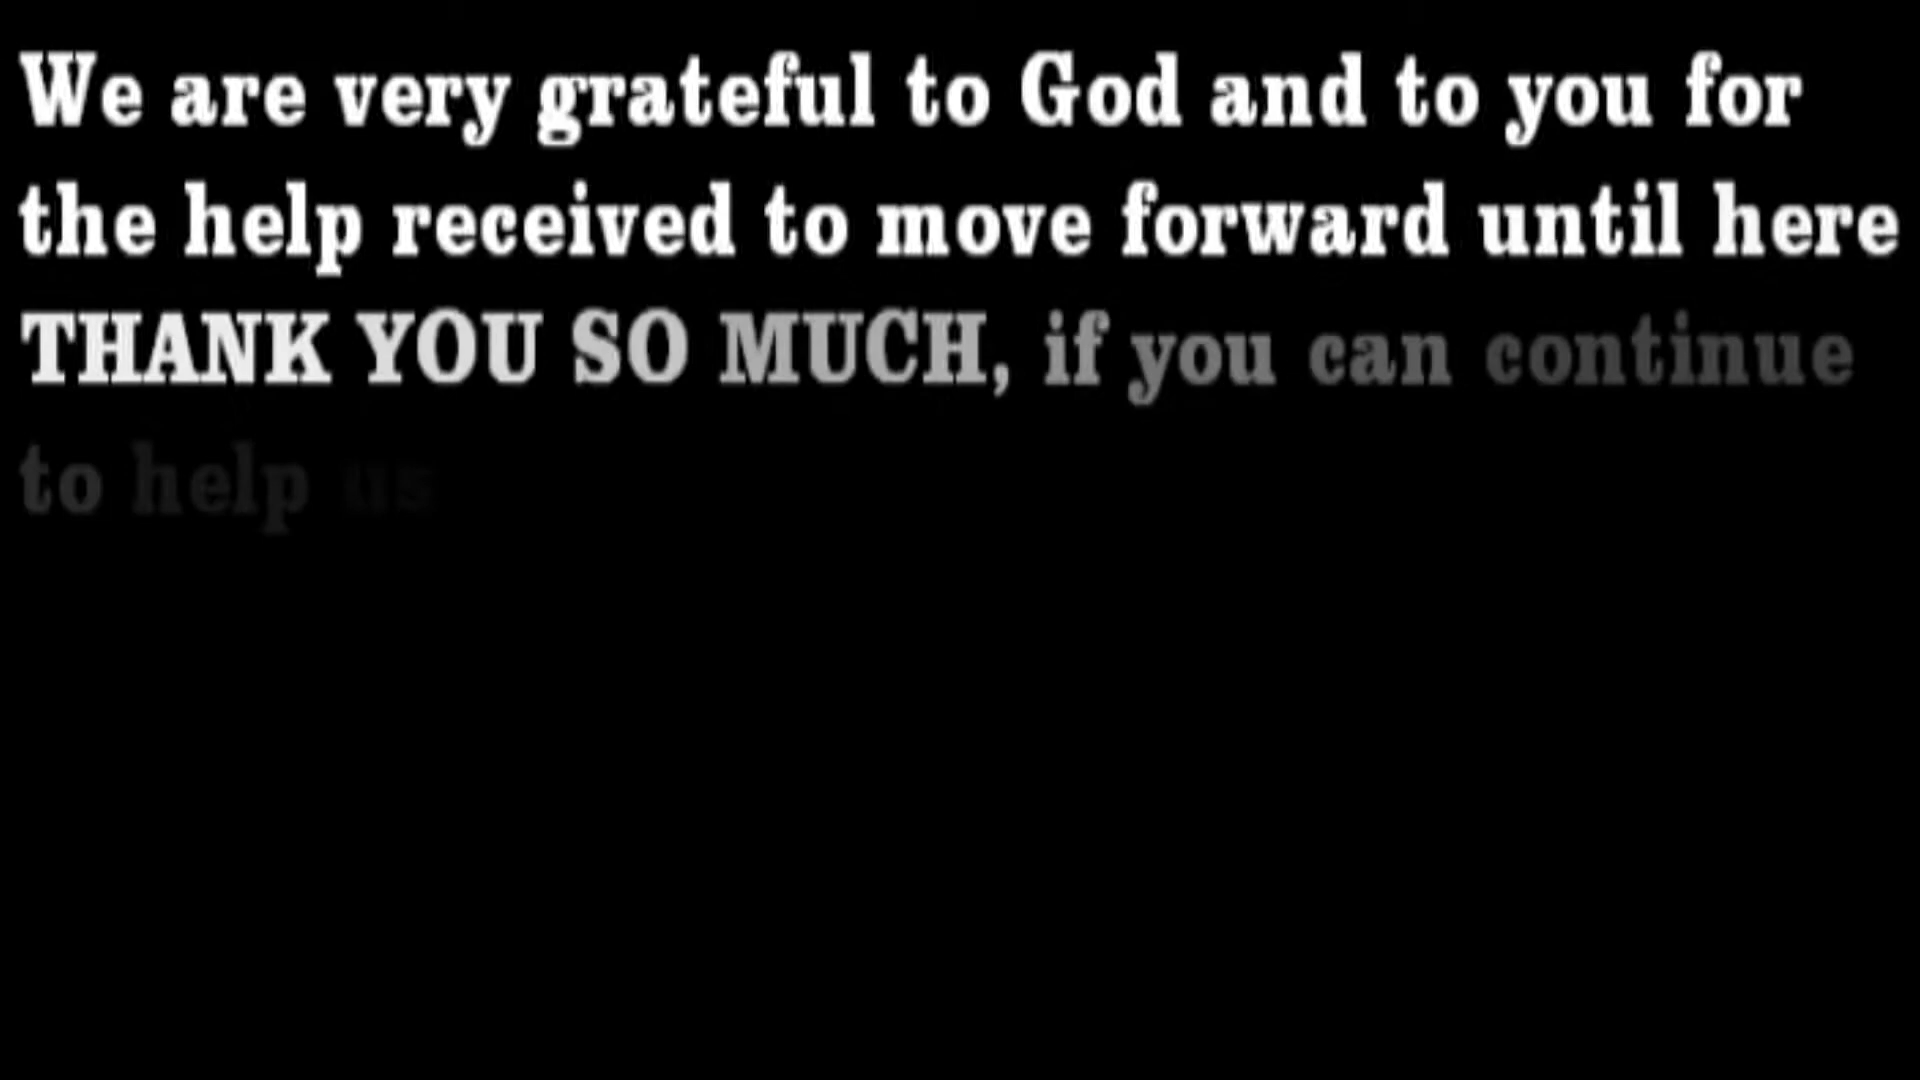 We are very grateful to God and to you for
the help received to move forward until here
THANK YOU SO MUCH, if you can continue
to help us